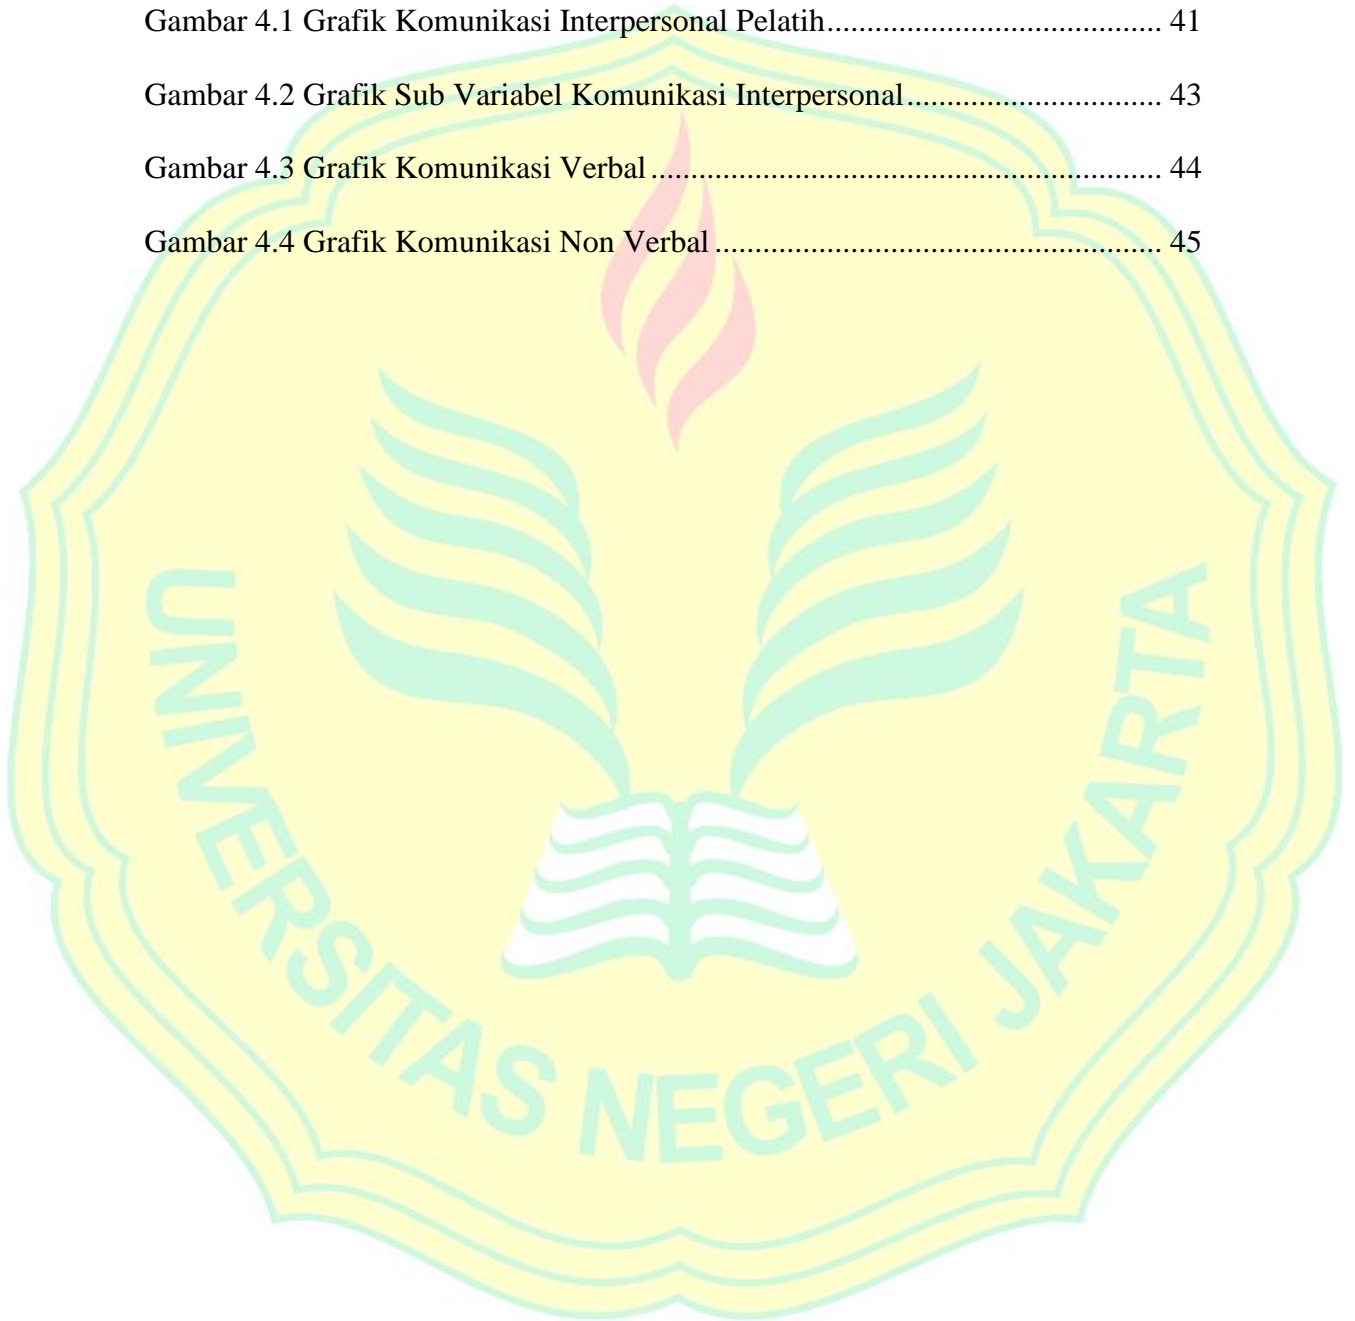 Gambar 4.1 Grafik Komunikasi Interpersonal Pelatih..................................... 41
Gambar 4.2 Grafik Sub Variabel Komunikasi Interpersonal............................ 43
Gambar 4.3 Grafik Komunikasi Verbal........................................................ 44
Gambar 4.4 Grafik Komunikasi Non Verbal................................................. 45
UNIVERSITAS NEGERI JAKARTA